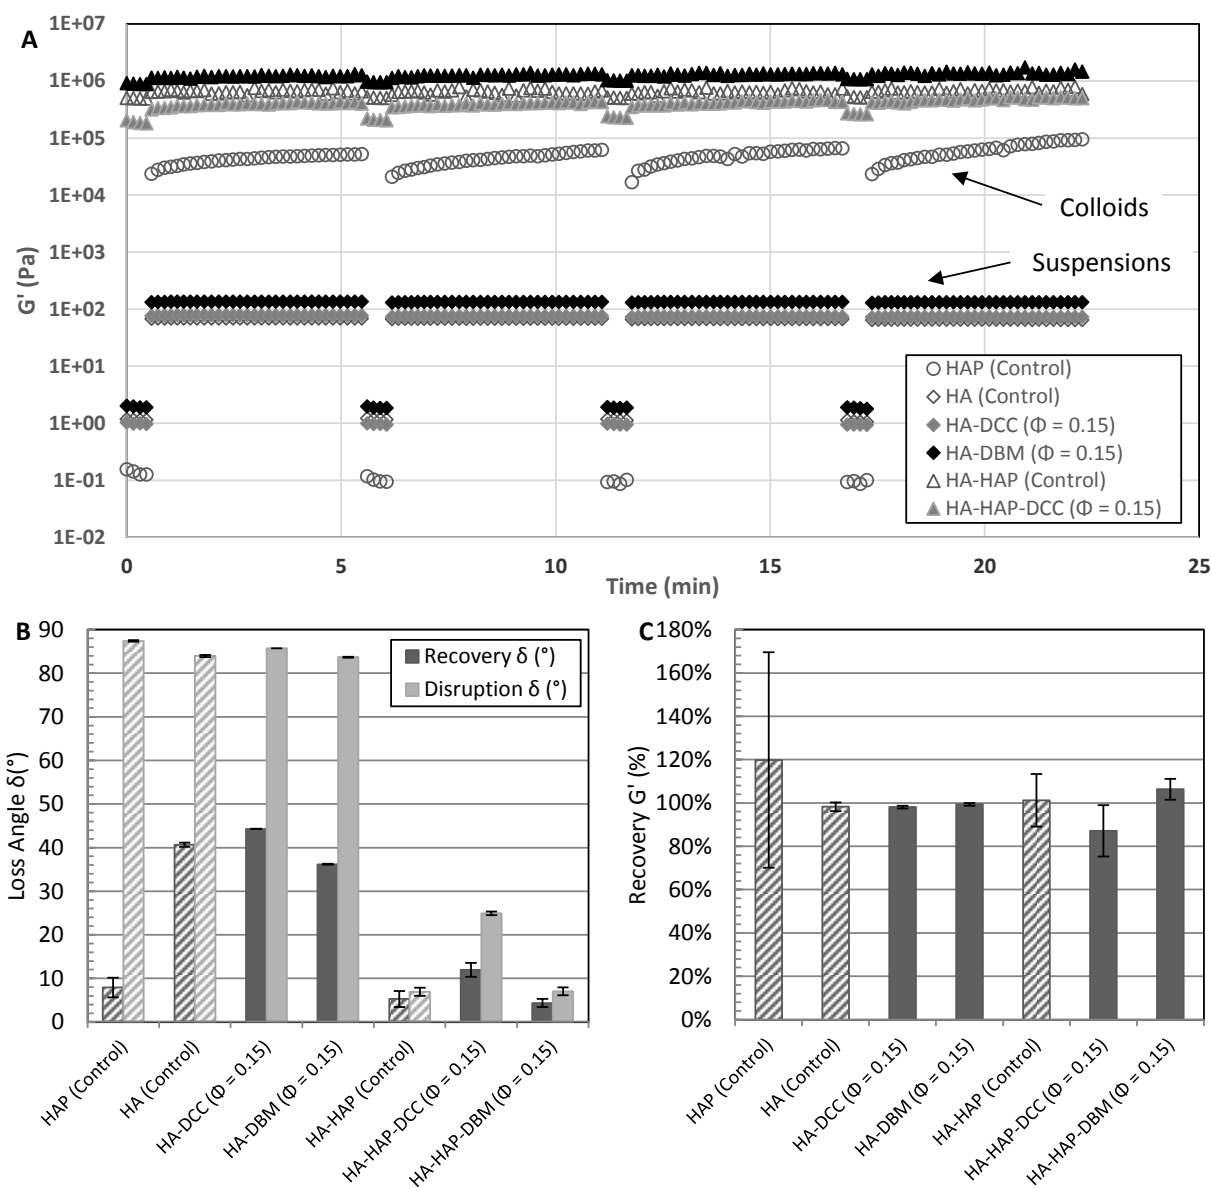 A
1E+07
1E+06
1E+05
1E+04
1E+03
1E+02
1E+01
1E+00
1E-01
1E-02
G' (Pa)
Colloids
Suspensions
HAP (Control)
HA (Control)
HA-DCC (Φ = 0.15)
HA-DBM (Φ = 0.15)
HA-HAP (Control)
HA-HAP-DCC (Φ = 0.15)
0 5 10 15 20 25
Time (min)
B
90
80
70
60
50
40
30
20
10
0
Loss Angle δ(°)
Recovery δ (°)
Disruption δ (°)
HAP (Control)
HA (Control)
HA-DCC (Φ = 0.15)
HA-DBM (Φ = 0.15)
HA-HAP (Control)
HA-HAP-DCC (Φ = 0.15)
HA-HAP-DBM (Φ = 0.15)
C
180%
160%
140%
120%
100%
80%
60%
40%
20%
0%
Recovery G' (%)
HAP (Control)
HA (Control)
HA-DCC (Φ = 0.15)
HA-DBM (Φ = 0.15)
HA-HAP (Control)
HA-HAP-DCC (Φ = 0.15)
HA-HAP-DBM (Φ = 0.15)